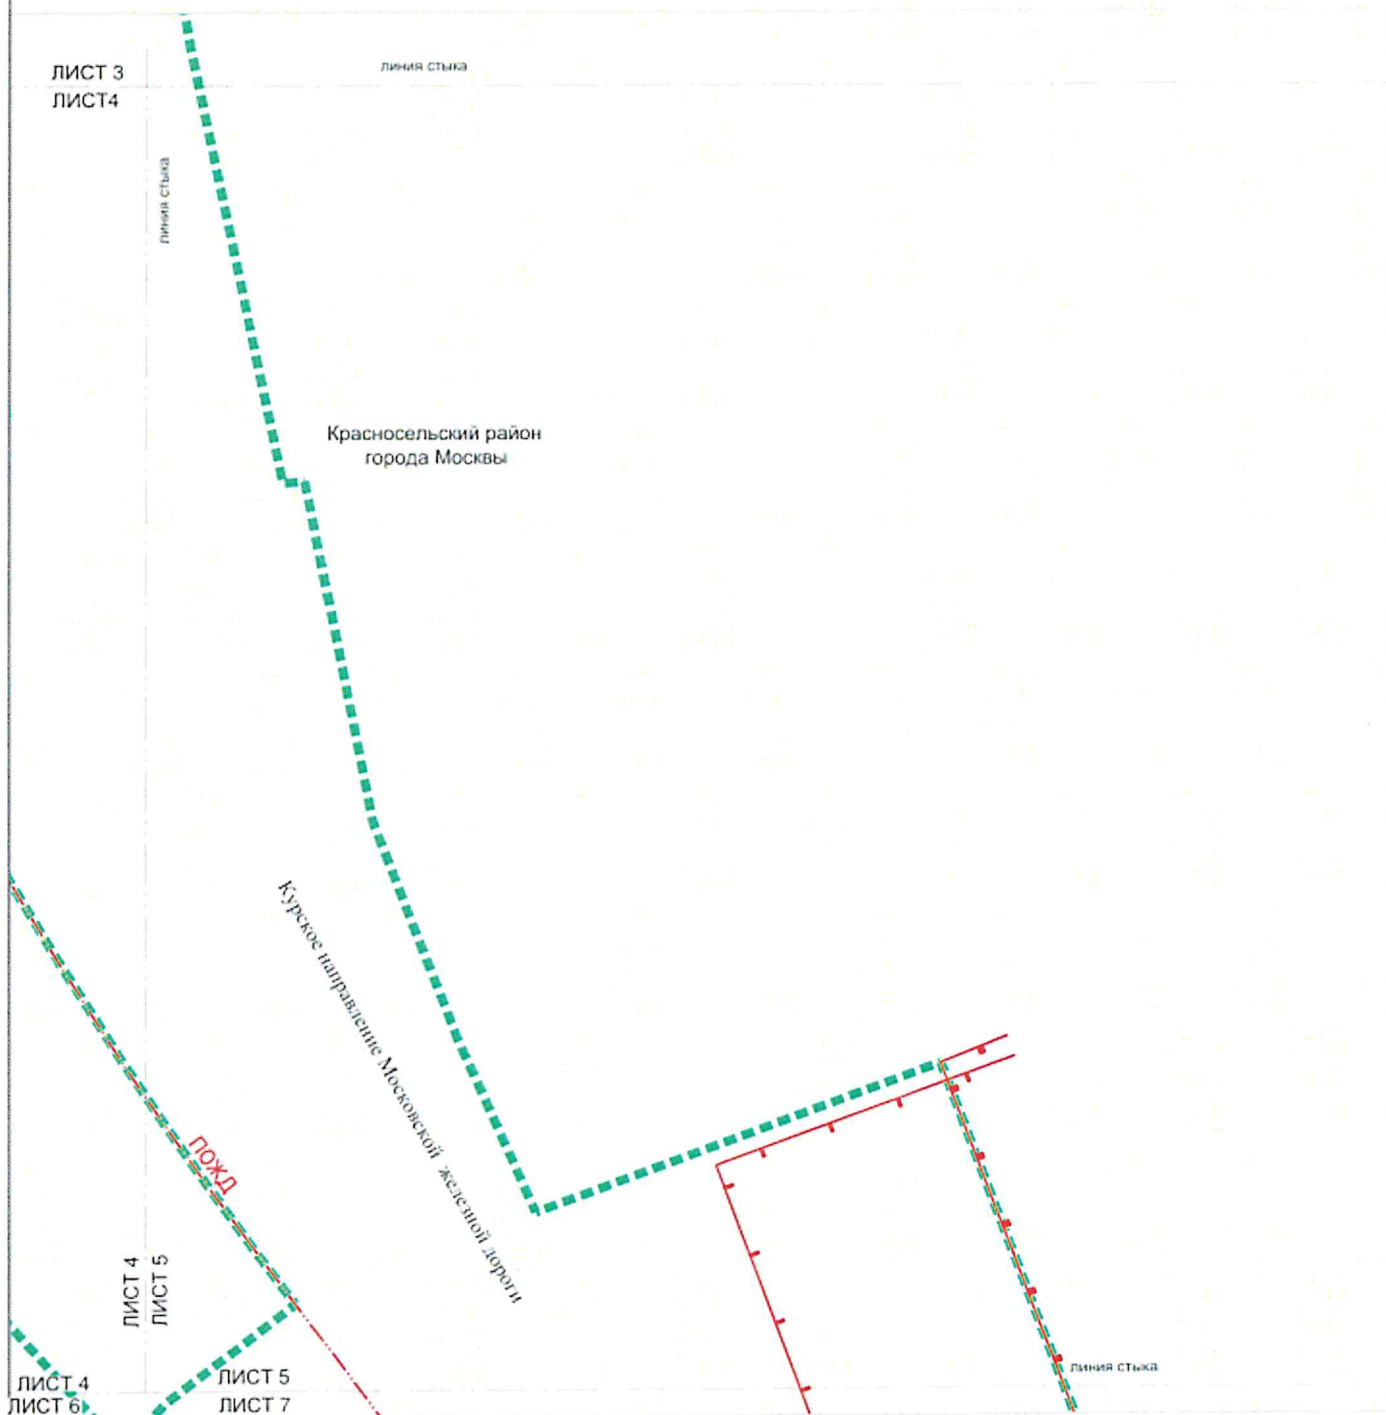 ЛИСТ 3
линия стыка
ЛИСТ4
линия стыка
Красносельский район
города Москвы
Курское направление Московской железной дороги
ПОЖД
ЛИСТ 4
ЛИСТ 5
линия стыка
ЛИСТ 4
ЛИСТ 6
ЛИСТ 5
ЛИСТ 7